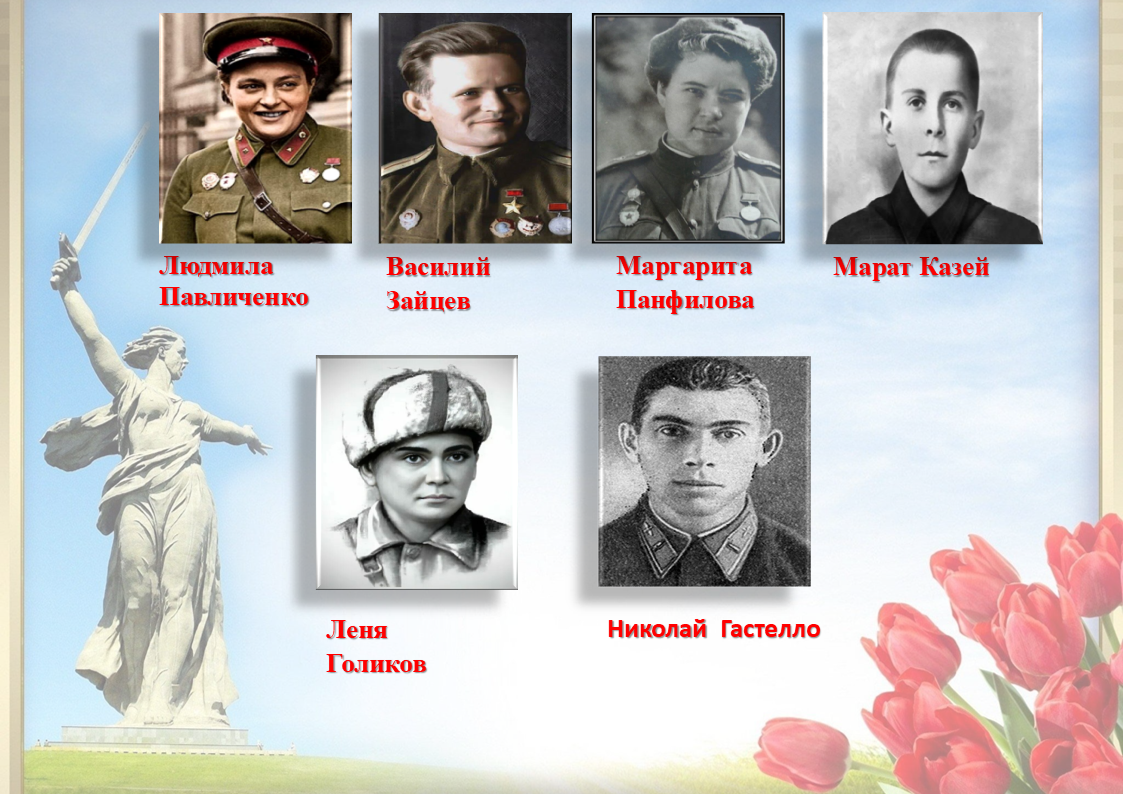 Людмила
Павличенко
Василий
Зайцев
Маргарита
Панфилова
Марат Казей
Леня
Голиков
Николай Гастелло